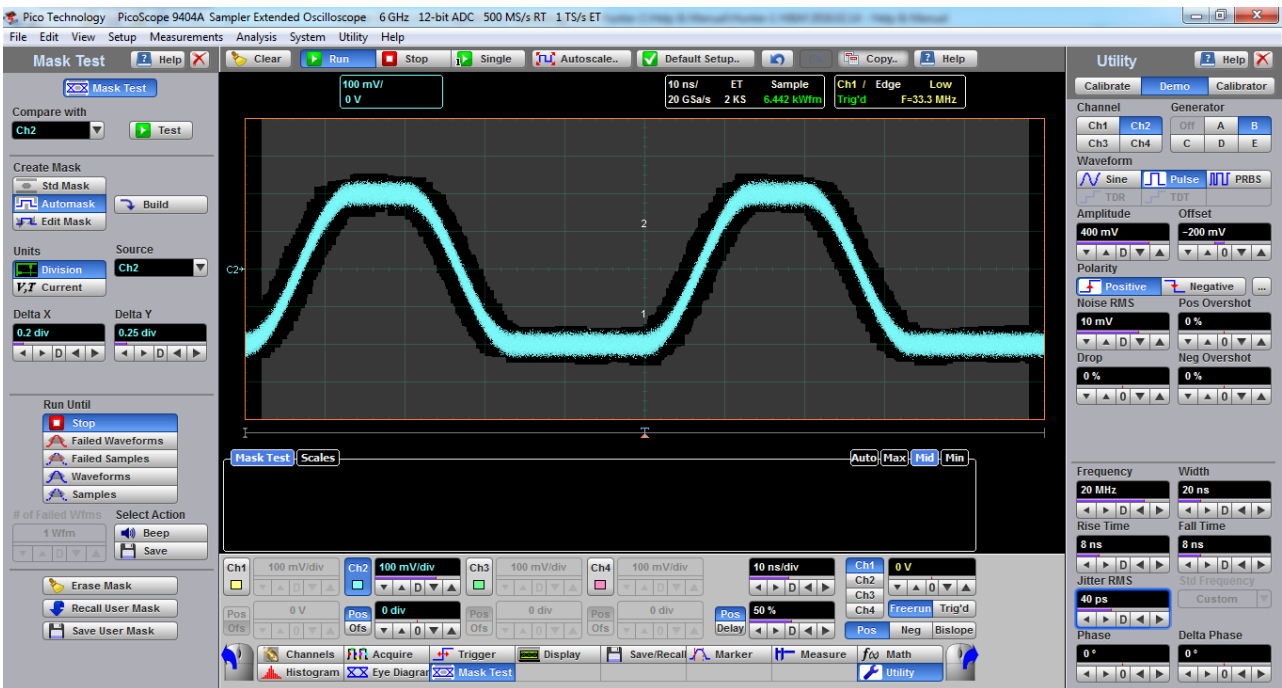 Pico Technology PicoScope 9404A Sampler Extended Oscilloscope 6 GHz 12-bit ADC 500 MS/s RT 1 TS/s ET
File Edit View Setup Measurements Analysis System Utility Help
Mask Test ? Help
Clear Run Stop 1 Single Autoscale.. Default Setup.. Copy.. ? Help
Utility ? Help
Mask Test
Compare with
Ch2 Test
Create Mask
Std Mask
Automask Build
Edit Mask
Units Source
Division Ch2
V,T Current
Delta X Delta Y
0.2 div 0.25 div
D D
Run Until
Stop
Failed Waveforms
Failed Samples
Waveforms
Samples
# of Failed Wfms Select Action
1 Wfm Beep
D Save
Erase Mask
Recall User Mask
Save User Mask
100 mV/
0 V
10 ns/ ET Sample
20 GSa/s 2 KS 6.442 kWfm
Ch1 / Edge Low
Trig'd F=33.3 MHz
2
C2
1
T
Mask Test Scales Auto Max Mid Min
Ch1 100 mV/div Ch2 100 mV/div Ch3 100 mV/div Ch4 100 mV/div 10 ns/div Ch1 0 V
D D D D D Ch2 0
Ch3
Pos 0 V Pos 0 div Pos 0 div Pos 0 div Pos 50 % Ch4 Freerun Trig'd
Ofs 0 Ofs 0 Ofs 0 Ofs 0 Delay D Pos Neg Bislope
Channels Acquire Trigger Display Save/Recall Marker Measure f(x) Math
Histogram Eye Diagrar Mask Test Utility
Calibrate Demo Calibrator
Channel Generator
Ch1 Ch2 Off A B
Ch3 Ch4 C D E
Waveform
Sine Pulse PRBS
TDR TDT
Amplitude Offset
400 mV -200 mV
D 0
Polarity
Positive Negative ...
Noise RMS Pos Overshot
10 mV 0 %
D 0
Drop Neg Overshot
0 % 0 %
0 0
Frequency Width
20 MHz 20 ns
D D
Rise Time Fall Time
8 ns 8 ns
D D
Jitter RMS Std Frequency
40 ps Custom
D
Phase Delta Phase
0 ° 0 °
0 0